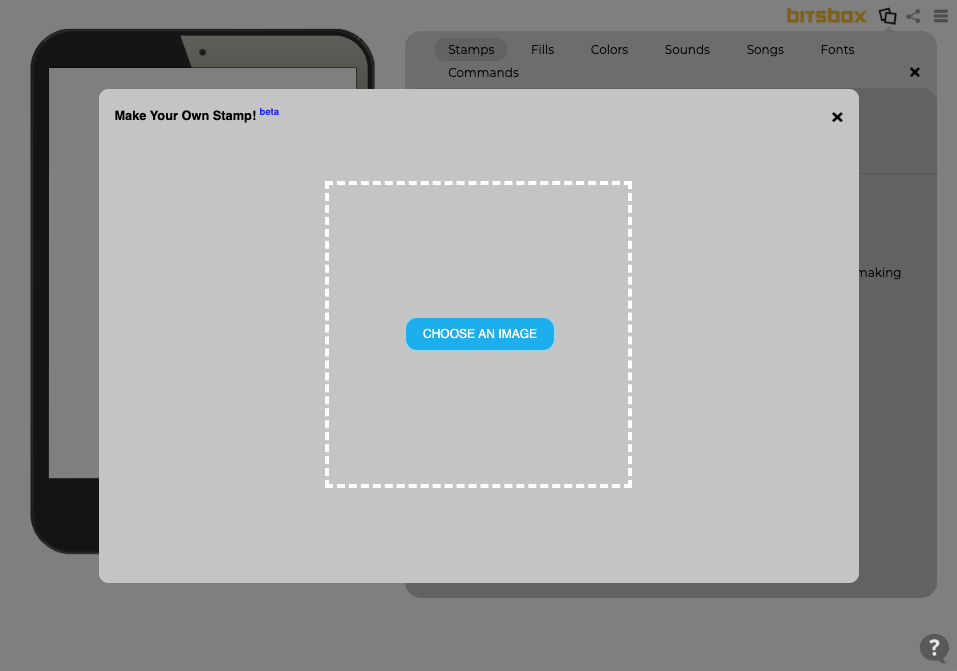 bitsbox
Stamps Fills Colors Sounds Songs Fonts
Commands
Make Your Own Stamp! beta
making
CHOOSE AN IMAGE
?